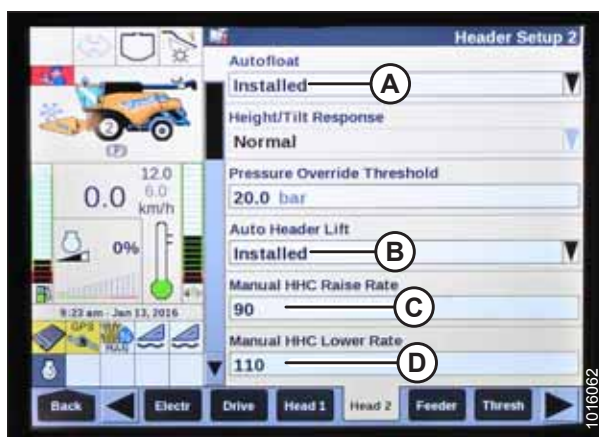 Header Setup 2
Autofloat
Installed
A
Height/Tilt Response
Normal
Pressure Override Threshold
20.0 bar
Auto Header Lift
Installed
B
Manual HHC Raise Rate
90
C
Manual HHC Lower Rate
110
D
2
(P)
12.0
0.0
6.0
km/h
0%
9:23 am - Jan 13, 2016
GPS
MAN
Back
Electr
Drive
Head 1
Head 2
Feeder
Thresh
1016062